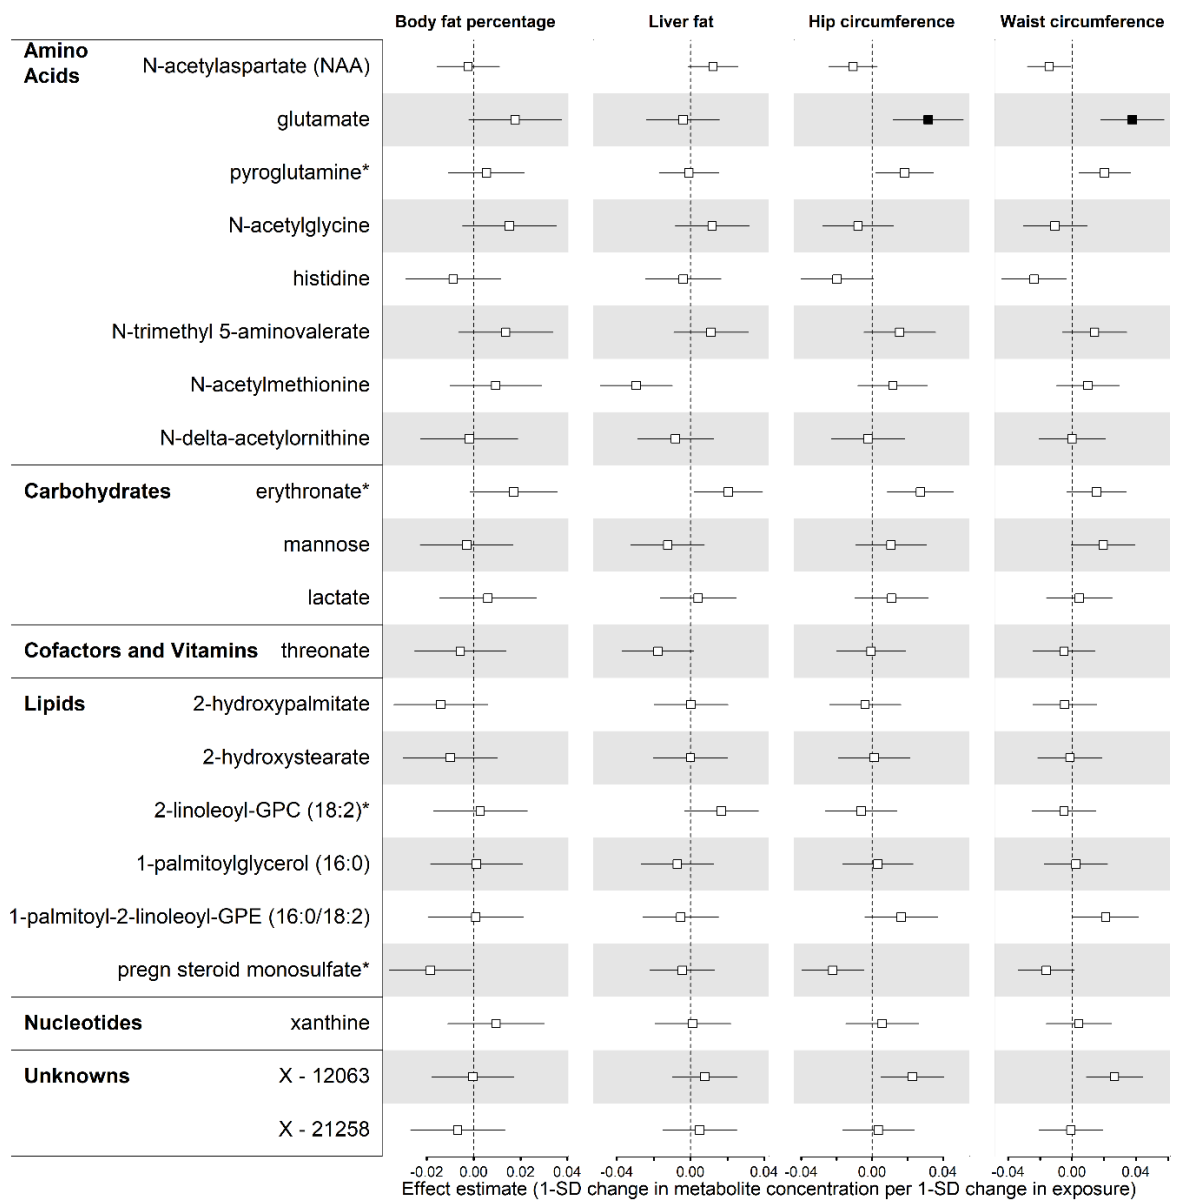 Body fat percentage Liver fat Hip circumference Waist circumference
Amino Acids N-acetylaspartate (NAA)
glutamate
pyroglutamine*
N-acetylglycine
histidine
N-trimethyl 5-aminovalerate
N-acetylmethionine
N-delta-acetylornithine
Carbohydrates erythronate*
mannose
lactate
Cofactors and Vitamins threonate
Lipids 2-hydroxypalmitate
2-hydroxystearate
2-linoleoyl-GPC (18:2)*
1-palmitoylglycerol (16:0)
1-palmitoyl-2-linoleoyl-GPE (16:0/18:2)
pregn steroid monosulfate*
Nucleotides xanthine
Unknowns X - 12063
X - 21258
-0.02 0.00 0.02 0.04 -0.04 0.00 0.04 -0.04 0.00 0.04 -0.04 0.00 0.04
Effect estimate (1-SD change in metabolite concentration per 1-SD change in exposure)